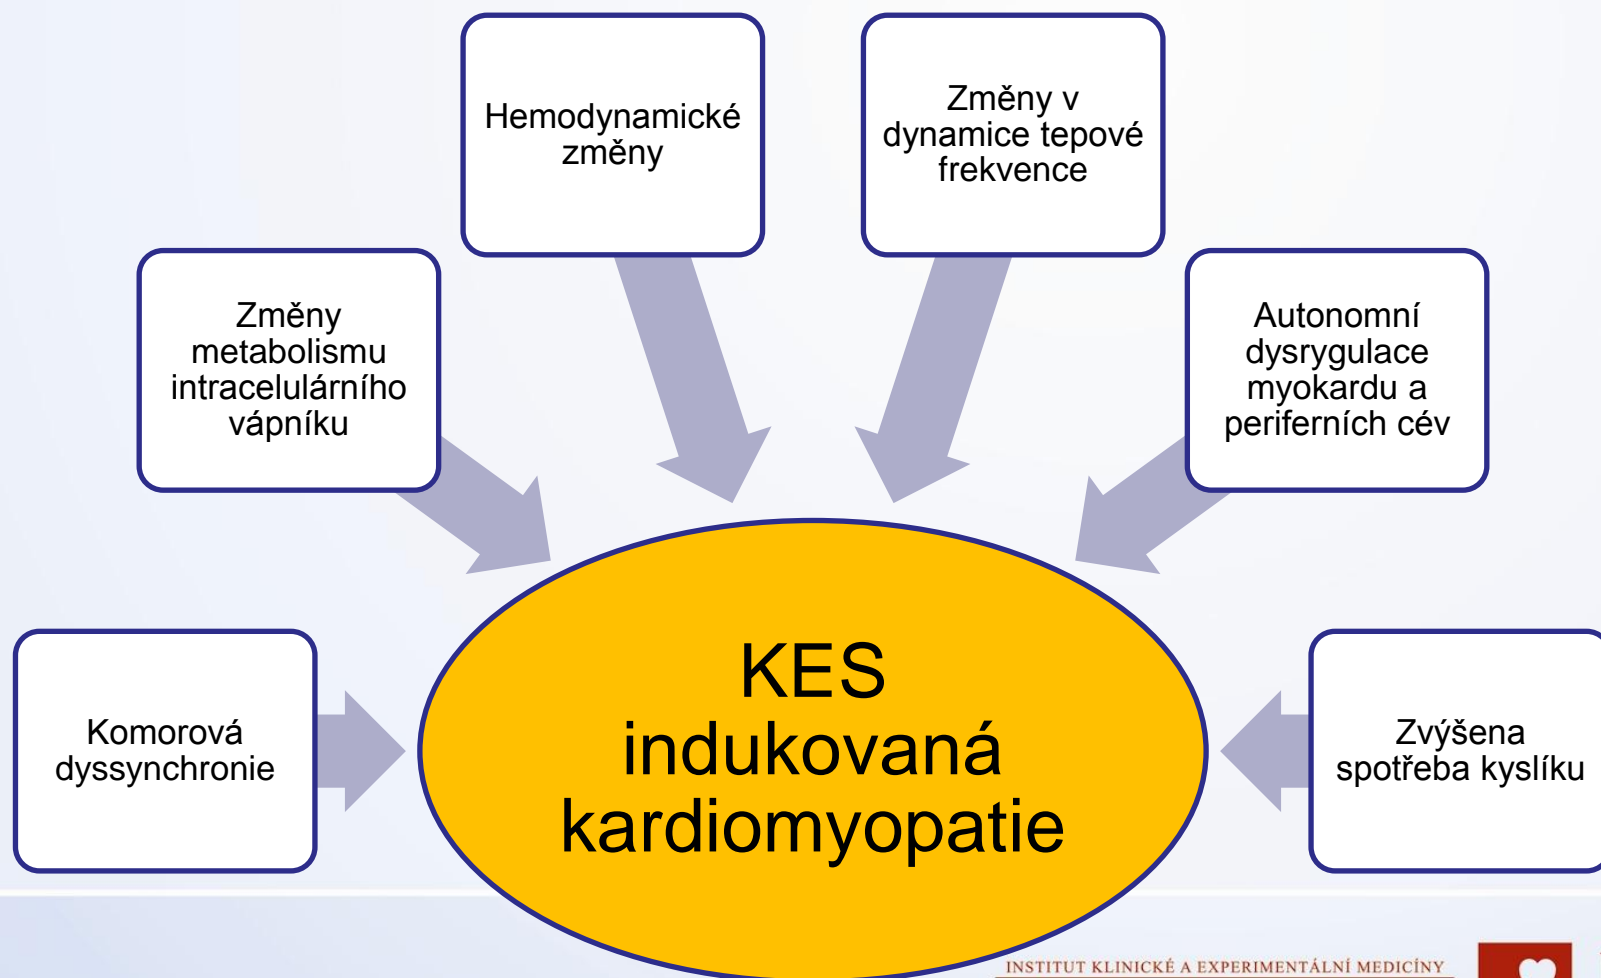 Hemodynamické
změny
Změny v
dynamice tepové
frekvence
Změny
metabolismu
intracelulárního
vápníku
Autonomní
dysrygulace
myokardu a
periferních cév
Komorová
dyssynchronie
KES
indukovaná
kardiomyopatie
Zvýšena
spotřeba kyslíku
INSTITUT KLINICKÉ A EXPERIMENTÁLNÍ MEDICÍNY